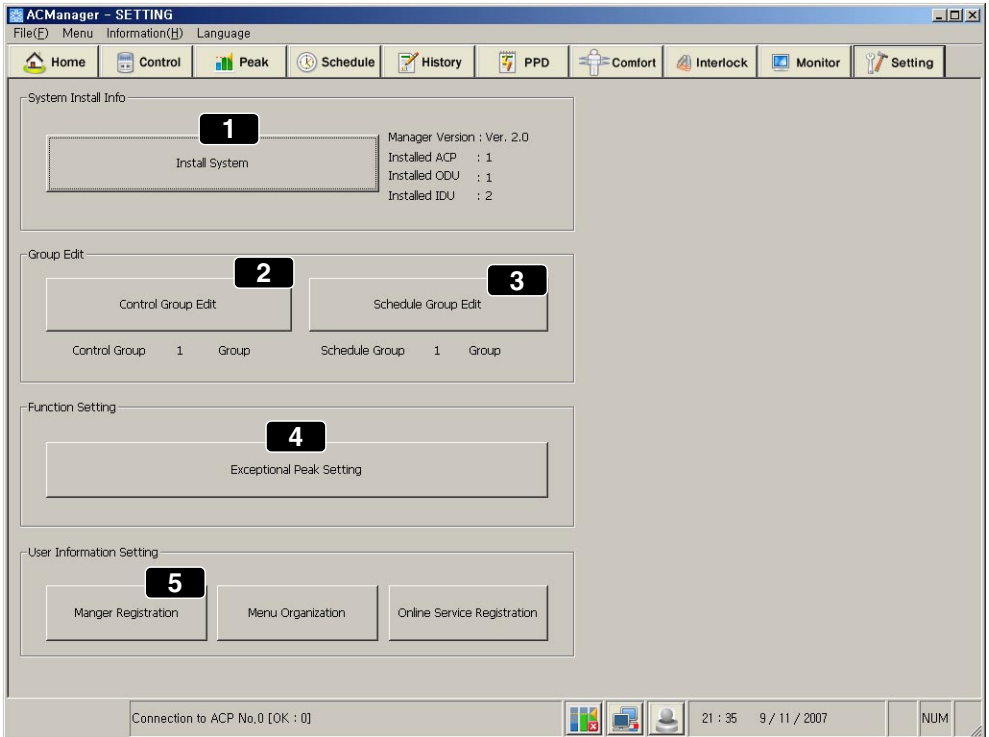 ACManager - SETTING
File(F) Menu Information(H) Language
Home Control Peak Schedule History PPD Comfort Interlock Monitor Setting
System Install Info
1
Install System
Manager Version : Ver. 2.0
Installed ACP : 1
Installed ODU : 1
Installed IDU : 2
Group Edit
2
3
Control Group Edit
Schedule Group Edit
Control Group 1 Group
Schedule Group 1 Group
Function Setting
4
Exceptional Peak Setting
User Information Setting
5
Manger Registration
Menu Organization
Online Service Registration
Connection to ACP No,0 [OK : 0]
21 : 35 9 / 11 / 2007
NUM